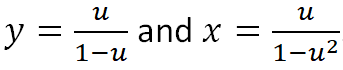 y = u/(1−u) and x = u/(1−u²)